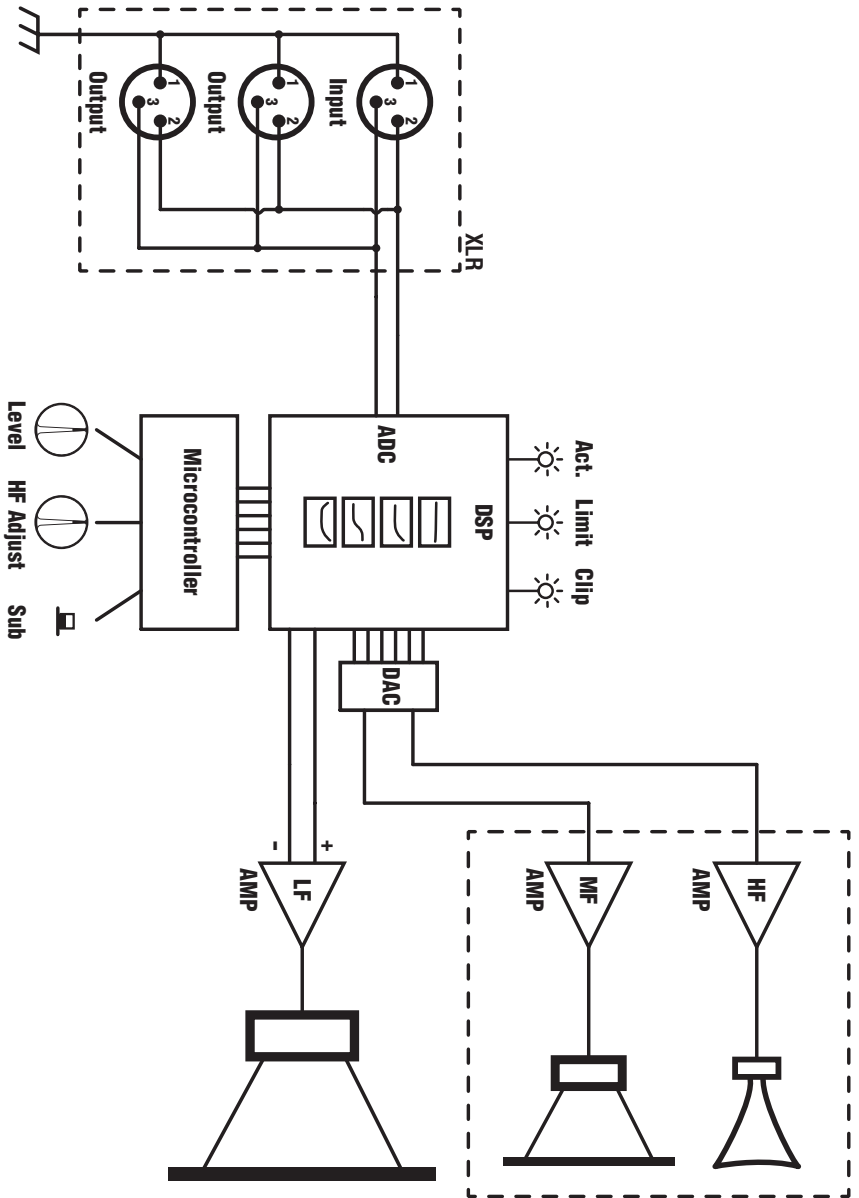 XLR
Input
1
2
3
Output
1
2
3
Output
1
2
3
Act.
Limit
Clip
DSP
ADC
DAC
Microcontroller
Level
HF Adjust
Sub
HF
AMP
MF
AMP
+
-
LF
AMP